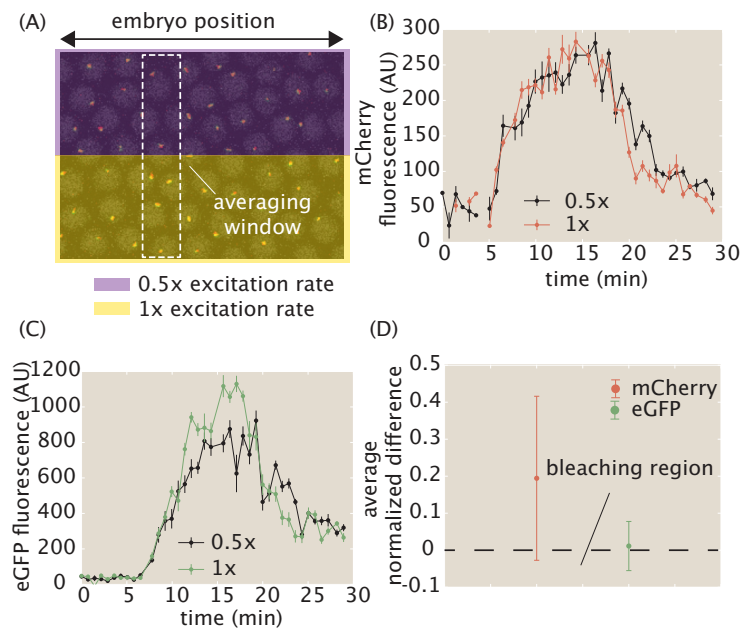 (A)
embryo position
averaging
window
0.5x excitation rate
1x excitation rate
(B)
mCherry
fluorescence (AU)
300
250
200
150
100
50
0
0.5x
1x
0 5 10 15 20 25 30
time (min)
(C)
eGFP fluorescence (AU)
1200
1000
800
600
400
200
0
0.5x
1x
0 5 10 15 20 25 30
time (min)
(D)
average
normalized difference
0.5
0.4
0.3
0.2
0.1
0
-0.1
mCherry
eGFP
bleaching region